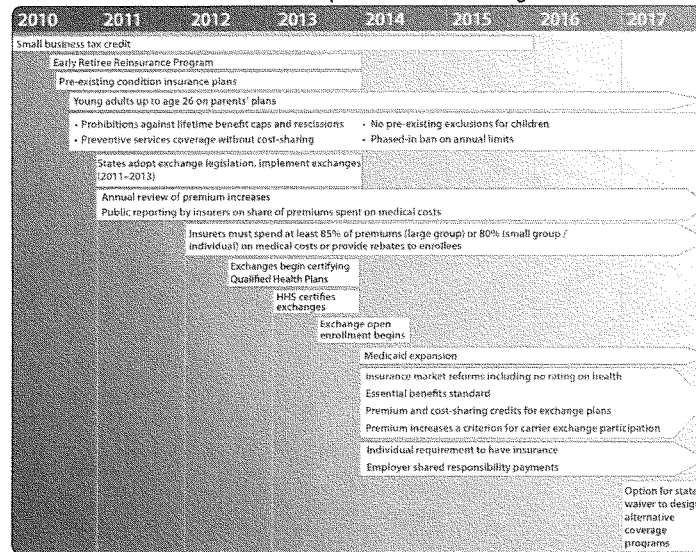 2010 2011 2012 2013 2014 2015 2016 2017
Small business tax credit
Early Retiree Reinsurance Program
Pre-existing condition insurance plans
Young adults up to age 26 on parents' plans
• Prohibitions against lifetime benefit caps and rescissions • No pre-existing exclusions for children
• Preventive services coverage without cost-sharing • Phased-in ban on annual limits
States adopt exchange legislation, implement exchanges
(2011–2013)
Annual review of premium increases
Public reporting by insurers on share of premiums spent on medical costs
Insurers must spend at least 85% of premiums (large group) or 80% (small group /
individual) on medical costs or provide rebates to enrollees
Exchanges begin certifying
Qualified Health Plans
HHS certifies
exchanges
Exchange open
enrollment begins
Medicaid expansion
Insurance market reforms including no rating on health
Essential benefits standard
Premium and cost-sharing credits for exchange plans
Premium increases a criterion for carrier exchange participation
Individual requirement to have insurance
Employer shared responsibility payments
Option for state
waiver to design
alternative
coverage
programs